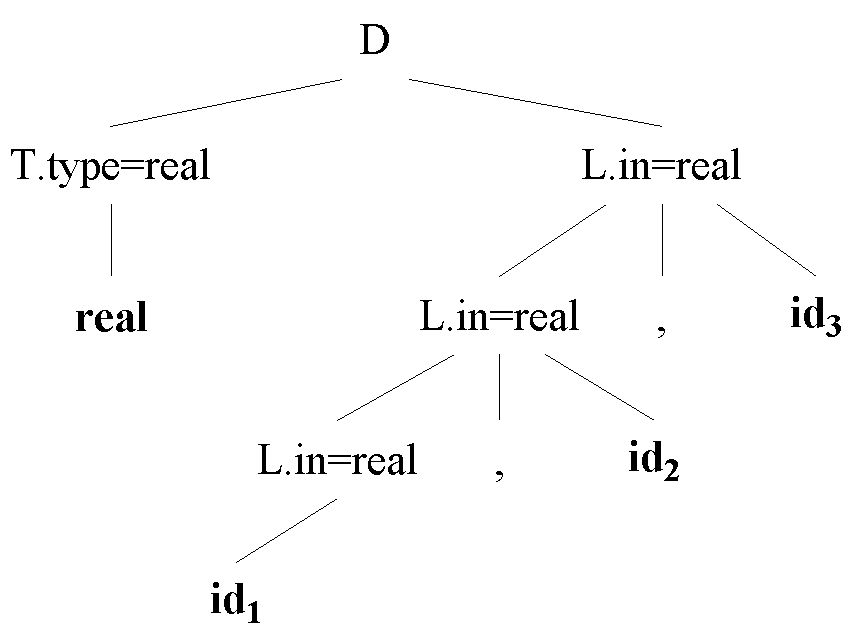 D
T.type=real L.in=real
real L.in=real , id3
L.in=real , id2
id1